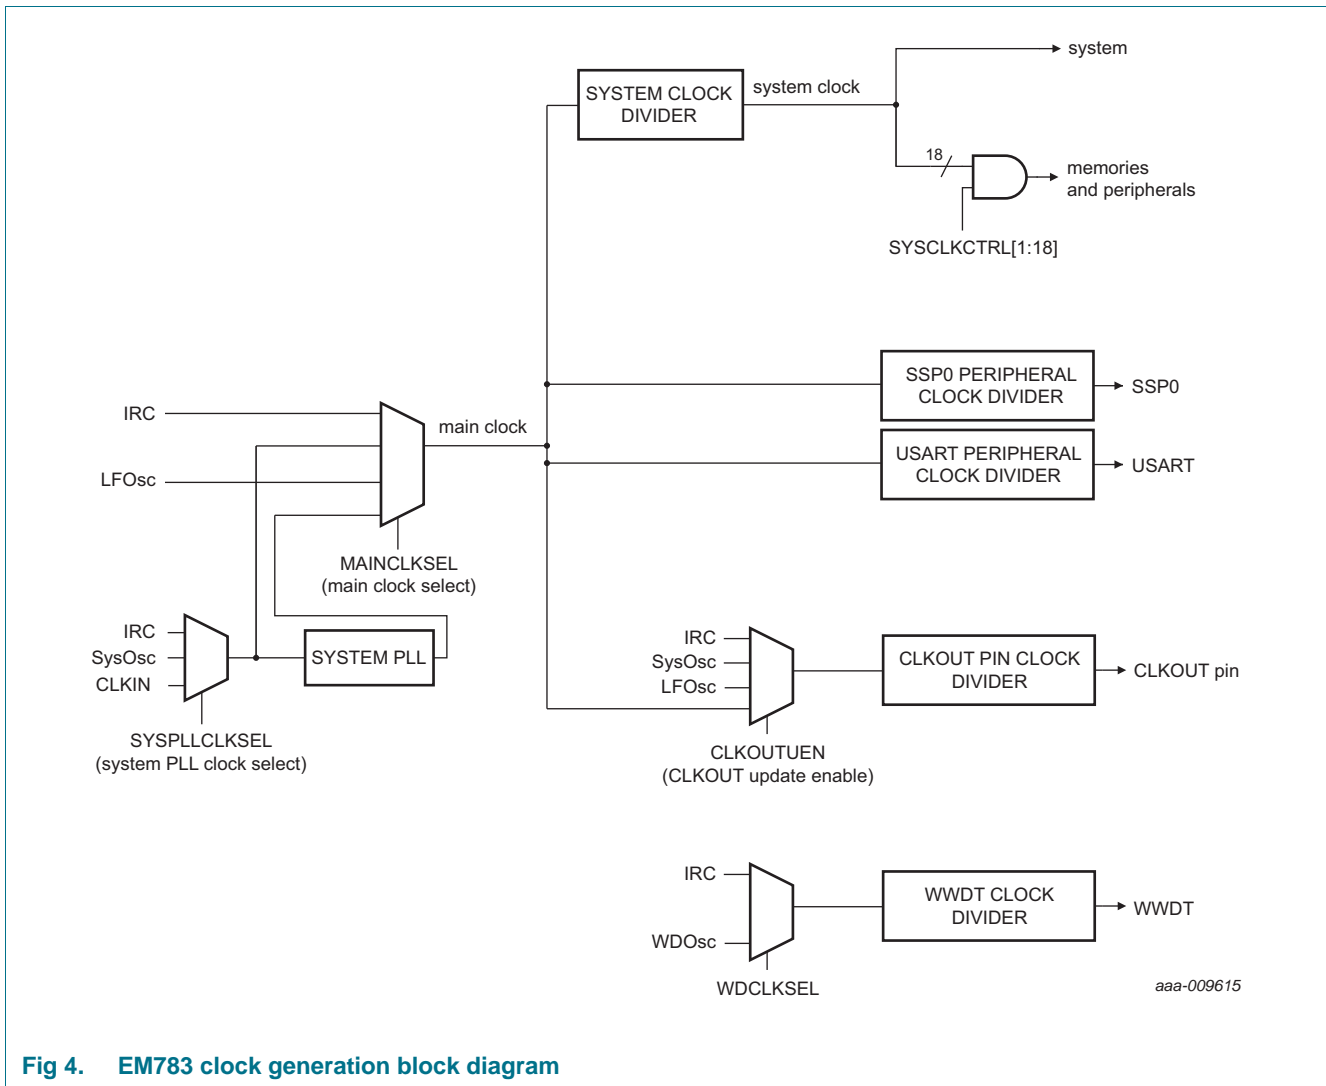 system
SYSTEM CLOCK
DIVIDER
system clock
18
memories
and peripherals
SYSCLKCTRL[1:18]
SSP0 PERIPHERAL
CLOCK DIVIDER
SSP0
IRC
main clock
USART PERIPHERAL
CLOCK DIVIDER
USART
LFOsc
MAINCLKSEL
(main clock select)
IRC
SysOsc
CLKIN
SYSTEM PLL
SYSPLLCLKSEL
(system PLL clock select)
IRC
SysOsc
LFOsc
CLKOUT PIN CLOCK
DIVIDER
CLKOUT pin
CLKOUTUEN
(CLKOUT update enable)
IRC
WDOsc
WWDT CLOCK
DIVIDER
WWDT
WDCLKSEL
aaa-009615
Fig 4. EM783 clock generation block diagram